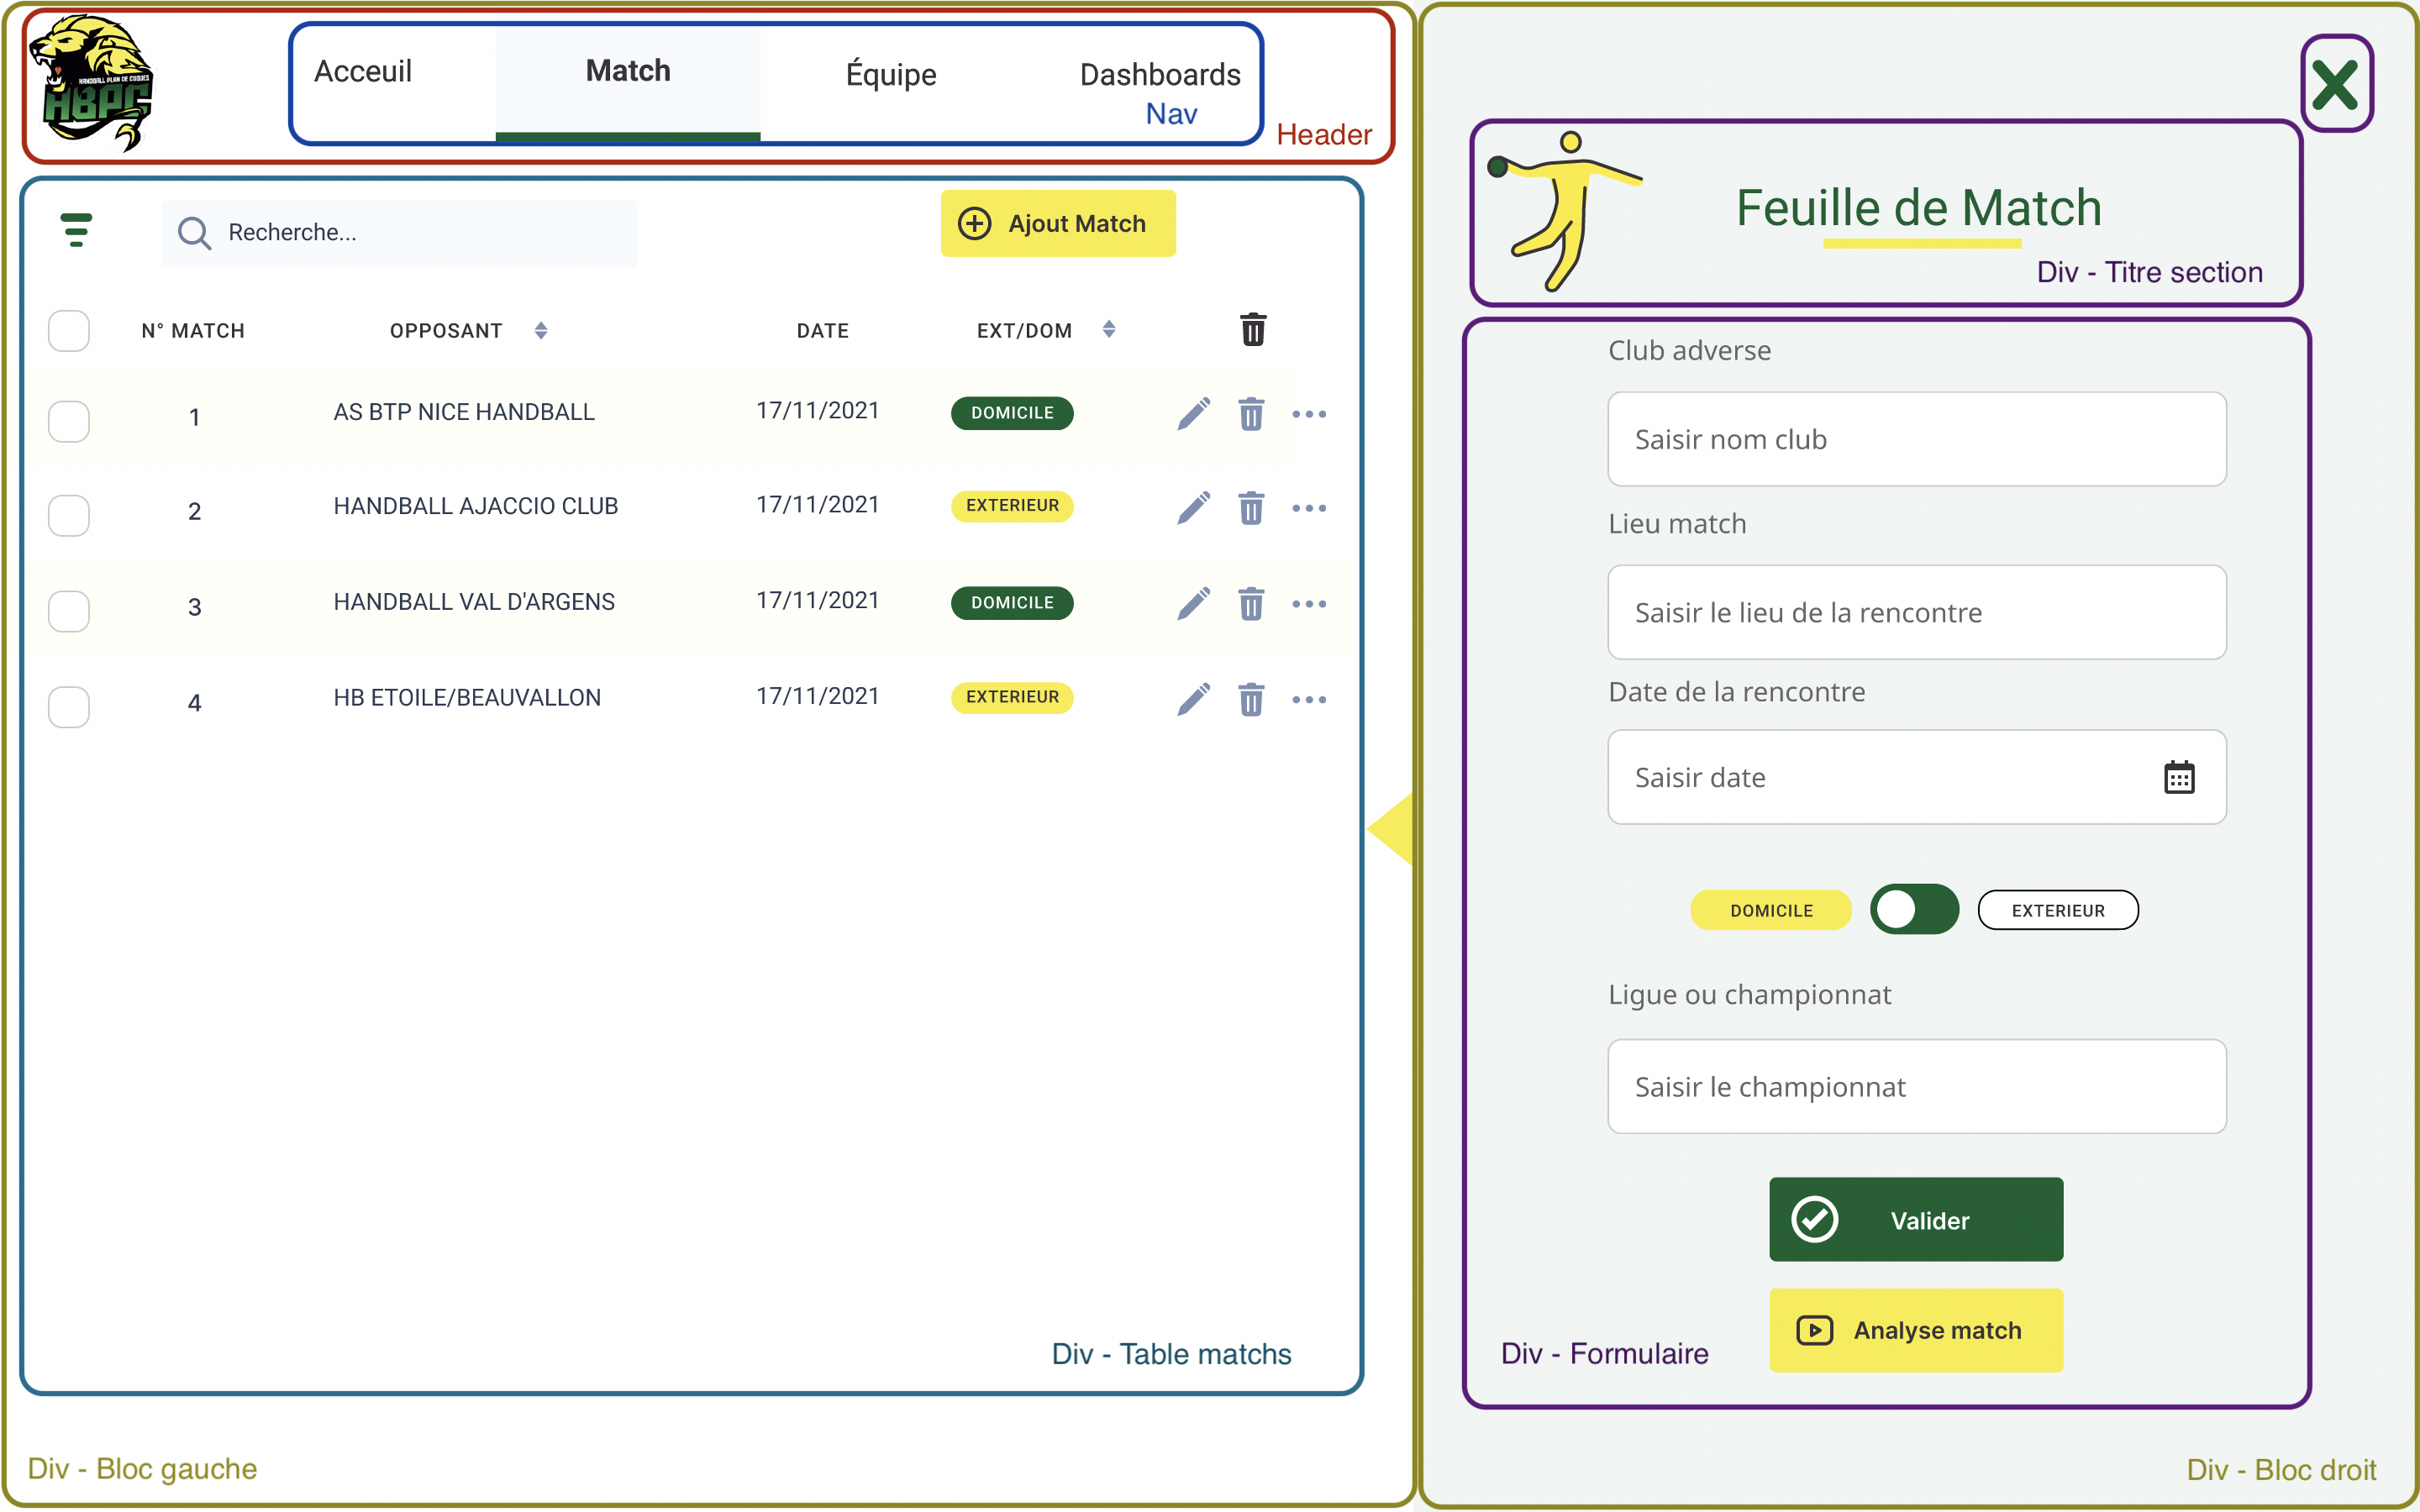 HANDBALL PLAN DE CUQUES
HBPC
Acceuil
Match
Équipe
Dashboards
Nav
Header
Recherche...
Ajout Match
N° MATCH OPPOSANT DATE EXT/DOM
1 AS BTP NICE HANDBALL 17/11/2021 DOMICILE
2 HANDBALL AJACCIO CLUB 17/11/2021 EXTERIEUR
3 HANDBALL VAL D'ARGENS 17/11/2021 DOMICILE
4 HB ETOILE/BEAUVALLON 17/11/2021 EXTERIEUR
Div - Table matchs
Div - Bloc gauche
Feuille de Match
Div - Titre section
Club adverse
Saisir nom club
Lieu match
Saisir le lieu de la rencontre
Date de la rencontre
Saisir date
DOMICILE EXTERIEUR
Ligue ou championnat
Saisir le championnat
Valider
Analyse match
Div - Formulaire
Div - Bloc droit